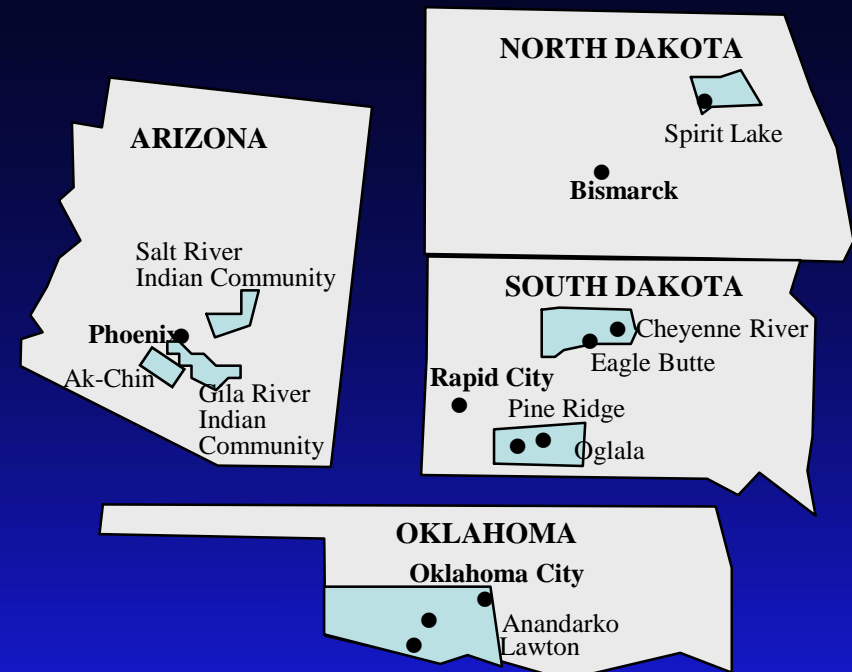 NORTH DAKOTA
Spirit Lake
Bismarck
ARIZONA
Salt River
Indian Community
Phoenix
Ak-Chin
Gila River
Indian
Community
SOUTH DAKOTA
Cheyenne River
Eagle Butte
Rapid City
Pine Ridge
Oglala
OKLAHOMA
Oklahoma City
Anandarko
Lawton